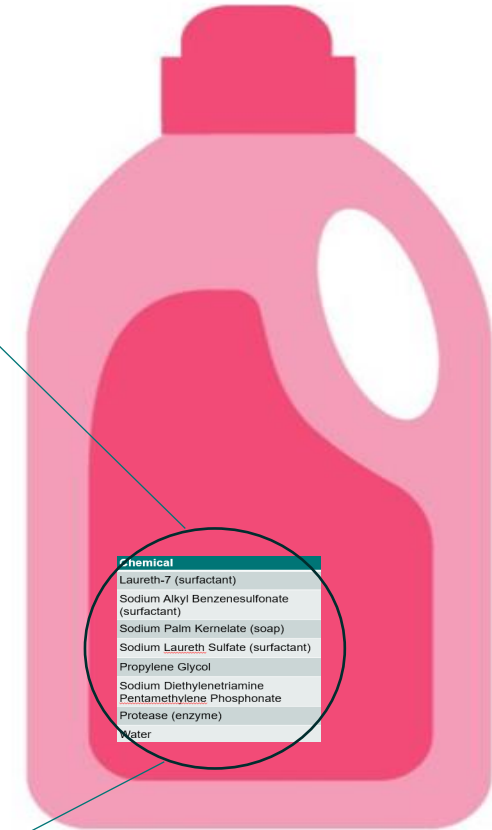 Chemical
Laureth-7 (surfactant)
Sodium Alkyl Benzenesulfonate
(surfactant)
Sodium Palm Kernelate (soap)
Sodium Laureth Sulfate (surfactant)
Propylene Glycol
Sodium Diethylenetriamine
Pentamethylene Phosphonate
Protease (enzyme)
Water